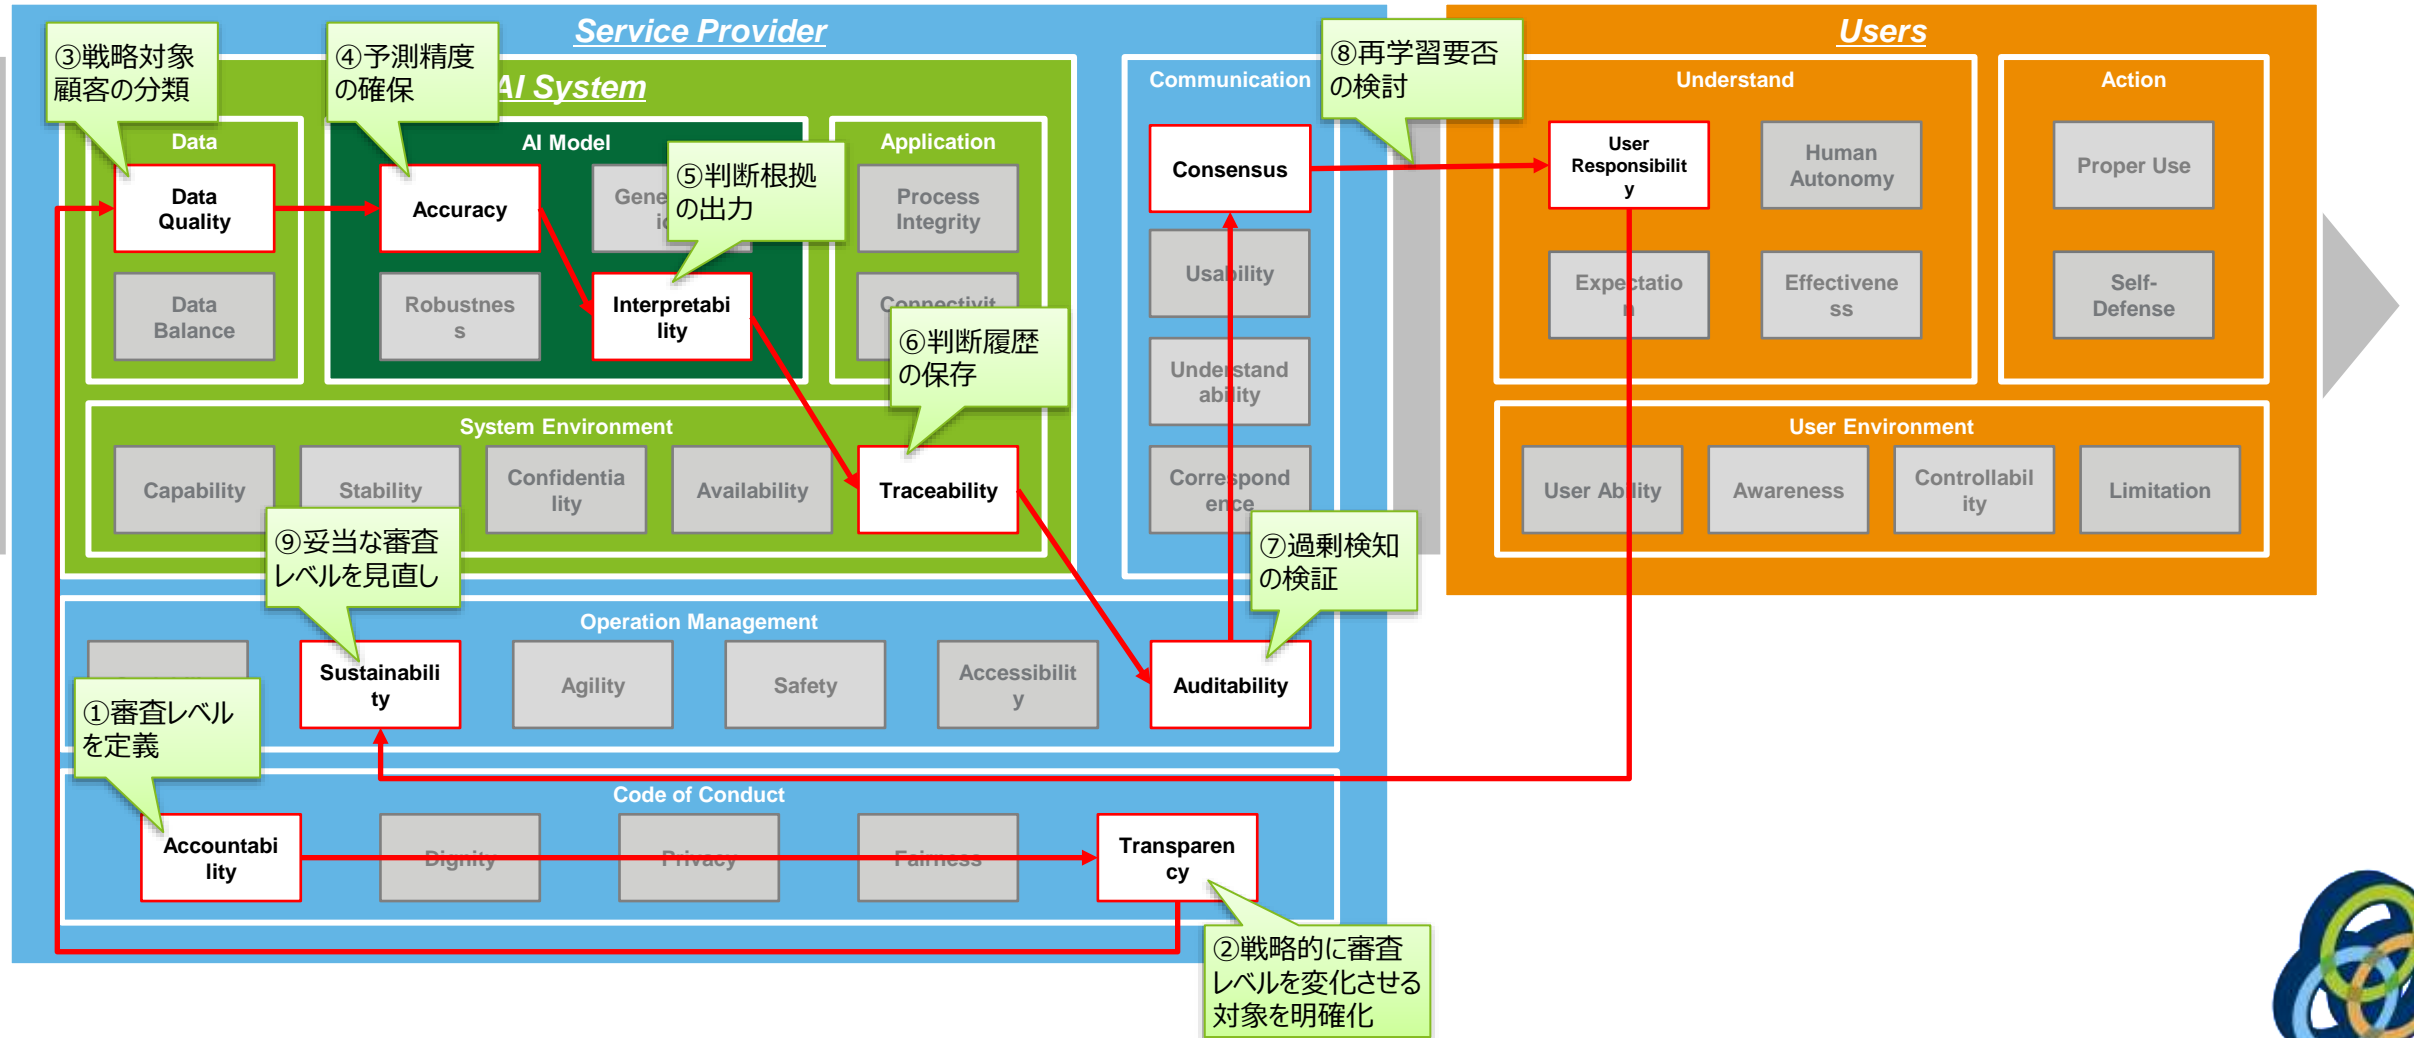 Service Provider
Users
③戦略対象
顧客の分類
④予測精度
の確保
AI System
⑧再学習要否
の検討
Communication
Understand
Action
Data
AI Model
Application
Data
Quality
Accuracy
⑤判断根拠
の出力
Process
Integrity
Consensus
User
Responsibilit
y
Human
Autonomy
Proper Use
Data
Balance
Robustnes
s
Interpretabi
lity
Connectivit
Usability
Expectatio
n
Effectivene
ss
Self-
Defense
⑥判断履歴
の保存
Understand
ability
System Environment
User Environment
Capability
Stability
Confidentia
lity
Availability
Traceability
Correspond
ence
User Ability
Awareness
Controllabil
ity
Limitation
⑨妥当な審査
レベルを見直し
⑦過剰検知
の検証
Operation Management
Sustainabili
ty
Agility
Safety
Accessibilit
y
Auditability
①審査レベル
を定義
Code of Conduct
Accountabi
lity
Dignity
Privacy
Fairness
Transparen
cy
②戦略的に審査
レベルを変化させる
対象を明確化